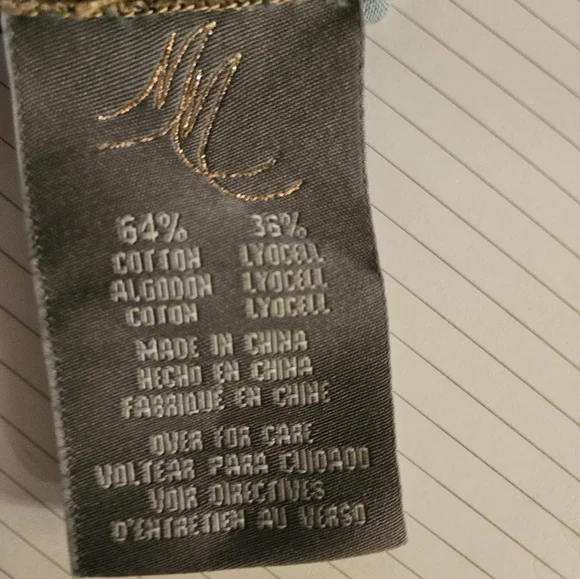 64% 36%
COTTON LYOCELL
ALGODON LYOCELL
COTON LYOCELL
MADE IN CHINA
HECHO EN CHINA
FABRIQUÉ EN CHINE
OVER FOR CARE
VOLTEAR PARA CUIDADO
VOIR DIRECTIVES
D'ENTRETIEN AU VERSO